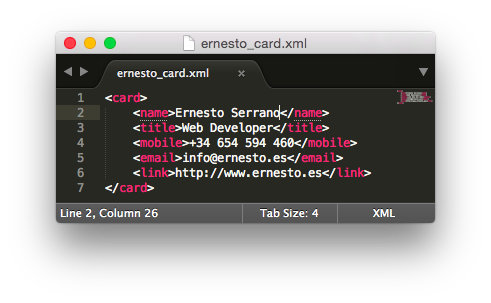 ernesto_card.xml
ernesto_card.xml ×
1 <card>
2 <name>Ernesto Serrano</name>
3 <title>Web Developer</title>
4 <mobile>+34 654 594 460</mobile>
5 <email>info@ernesto.es</email>
6 <link>http://www.ernesto.es</link>
7 </card>
Line 2, Column 26 Tab Size: 4 XML